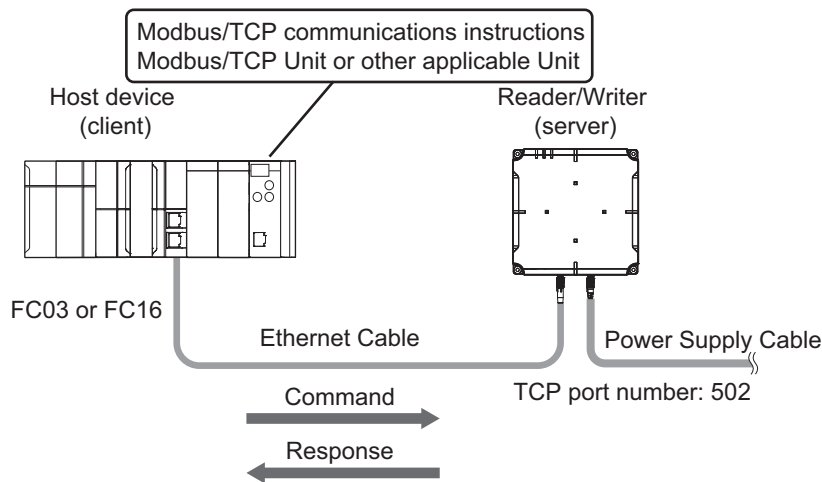 Modbus/TCP communications instructions
Modbus/TCP Unit or other applicable Unit
Host device
(client)
Reader/Writer
(server)
FC03 or FC16
Ethernet Cable
Power Supply Cable
TCP port number: 502
Command
Response